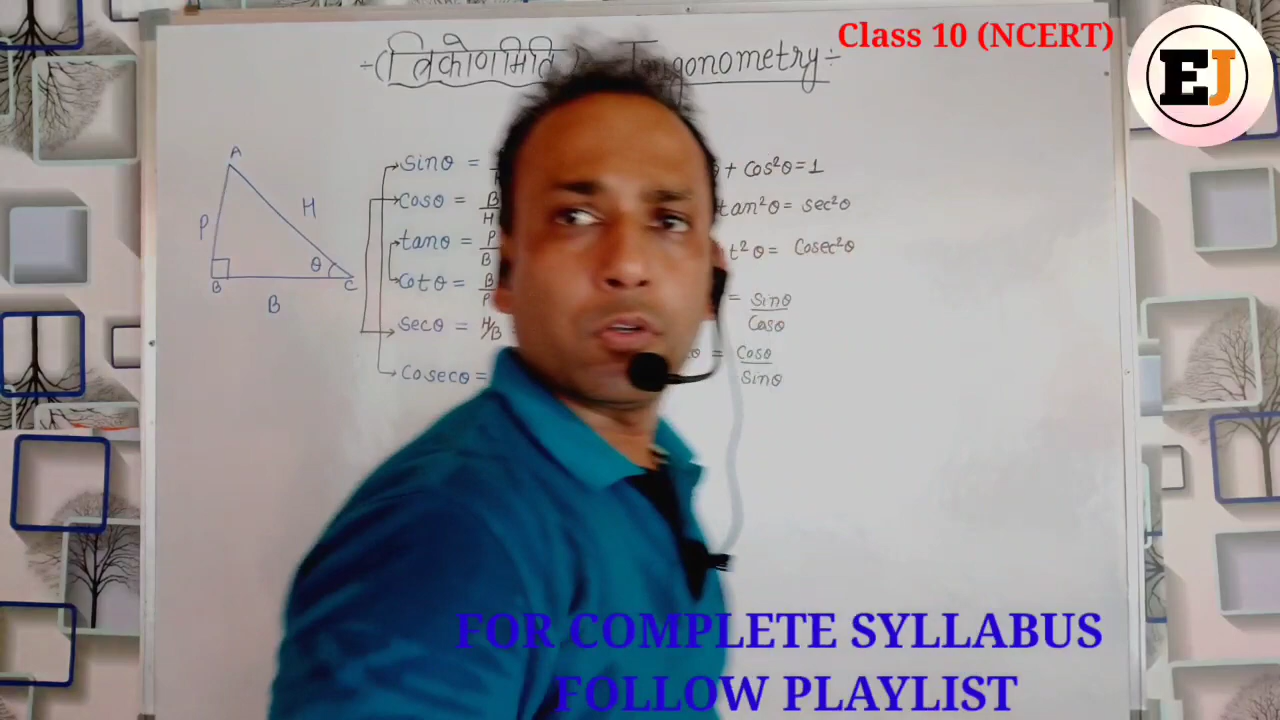 Class 10 (NCERT)
EJ
÷(त्रिकोणमिति) Trigonometry÷
A
P
H
θ
B
C
B
sinθ =
Cosθ = B/H
tanθ = P/B
Cotθ = B/P
Secθ = H/B
Cosecθ =
+ Cos²θ = 1
tan²θ = sec²θ
t²θ = Cosec²θ
= Sinθ/Cosθ
= Cosθ/Sinθ
FOR COMPLETE SYLLABUS
FOLLOW PLAYLIST